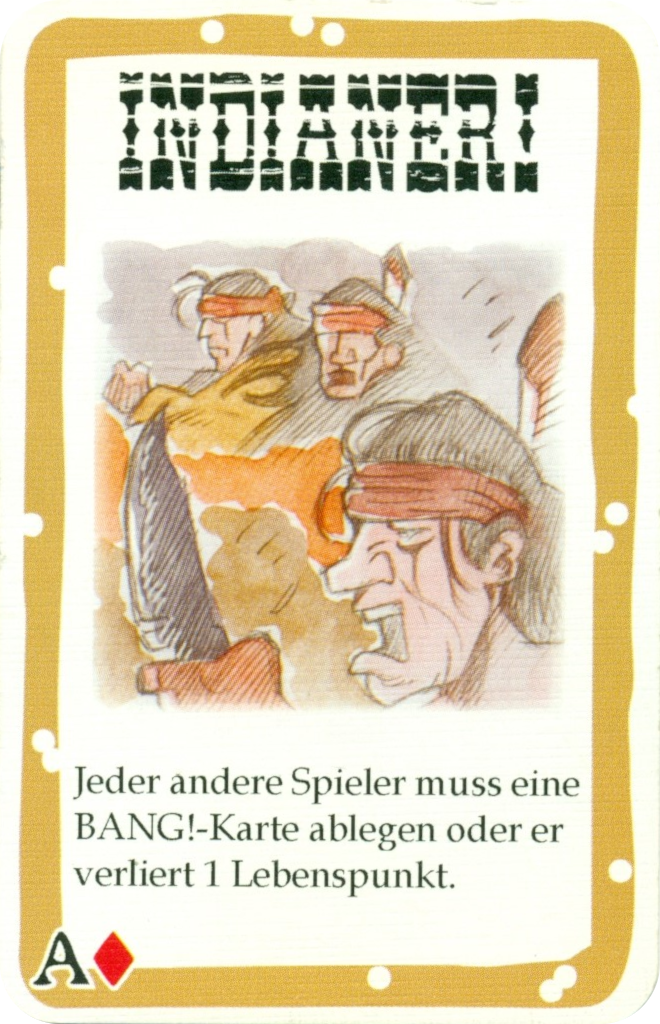 INDIANER!
Jeder andere Spieler muss eine
BANG!-Karte ablegen oder er
verliert 1 Lebenspunkt.
A♦